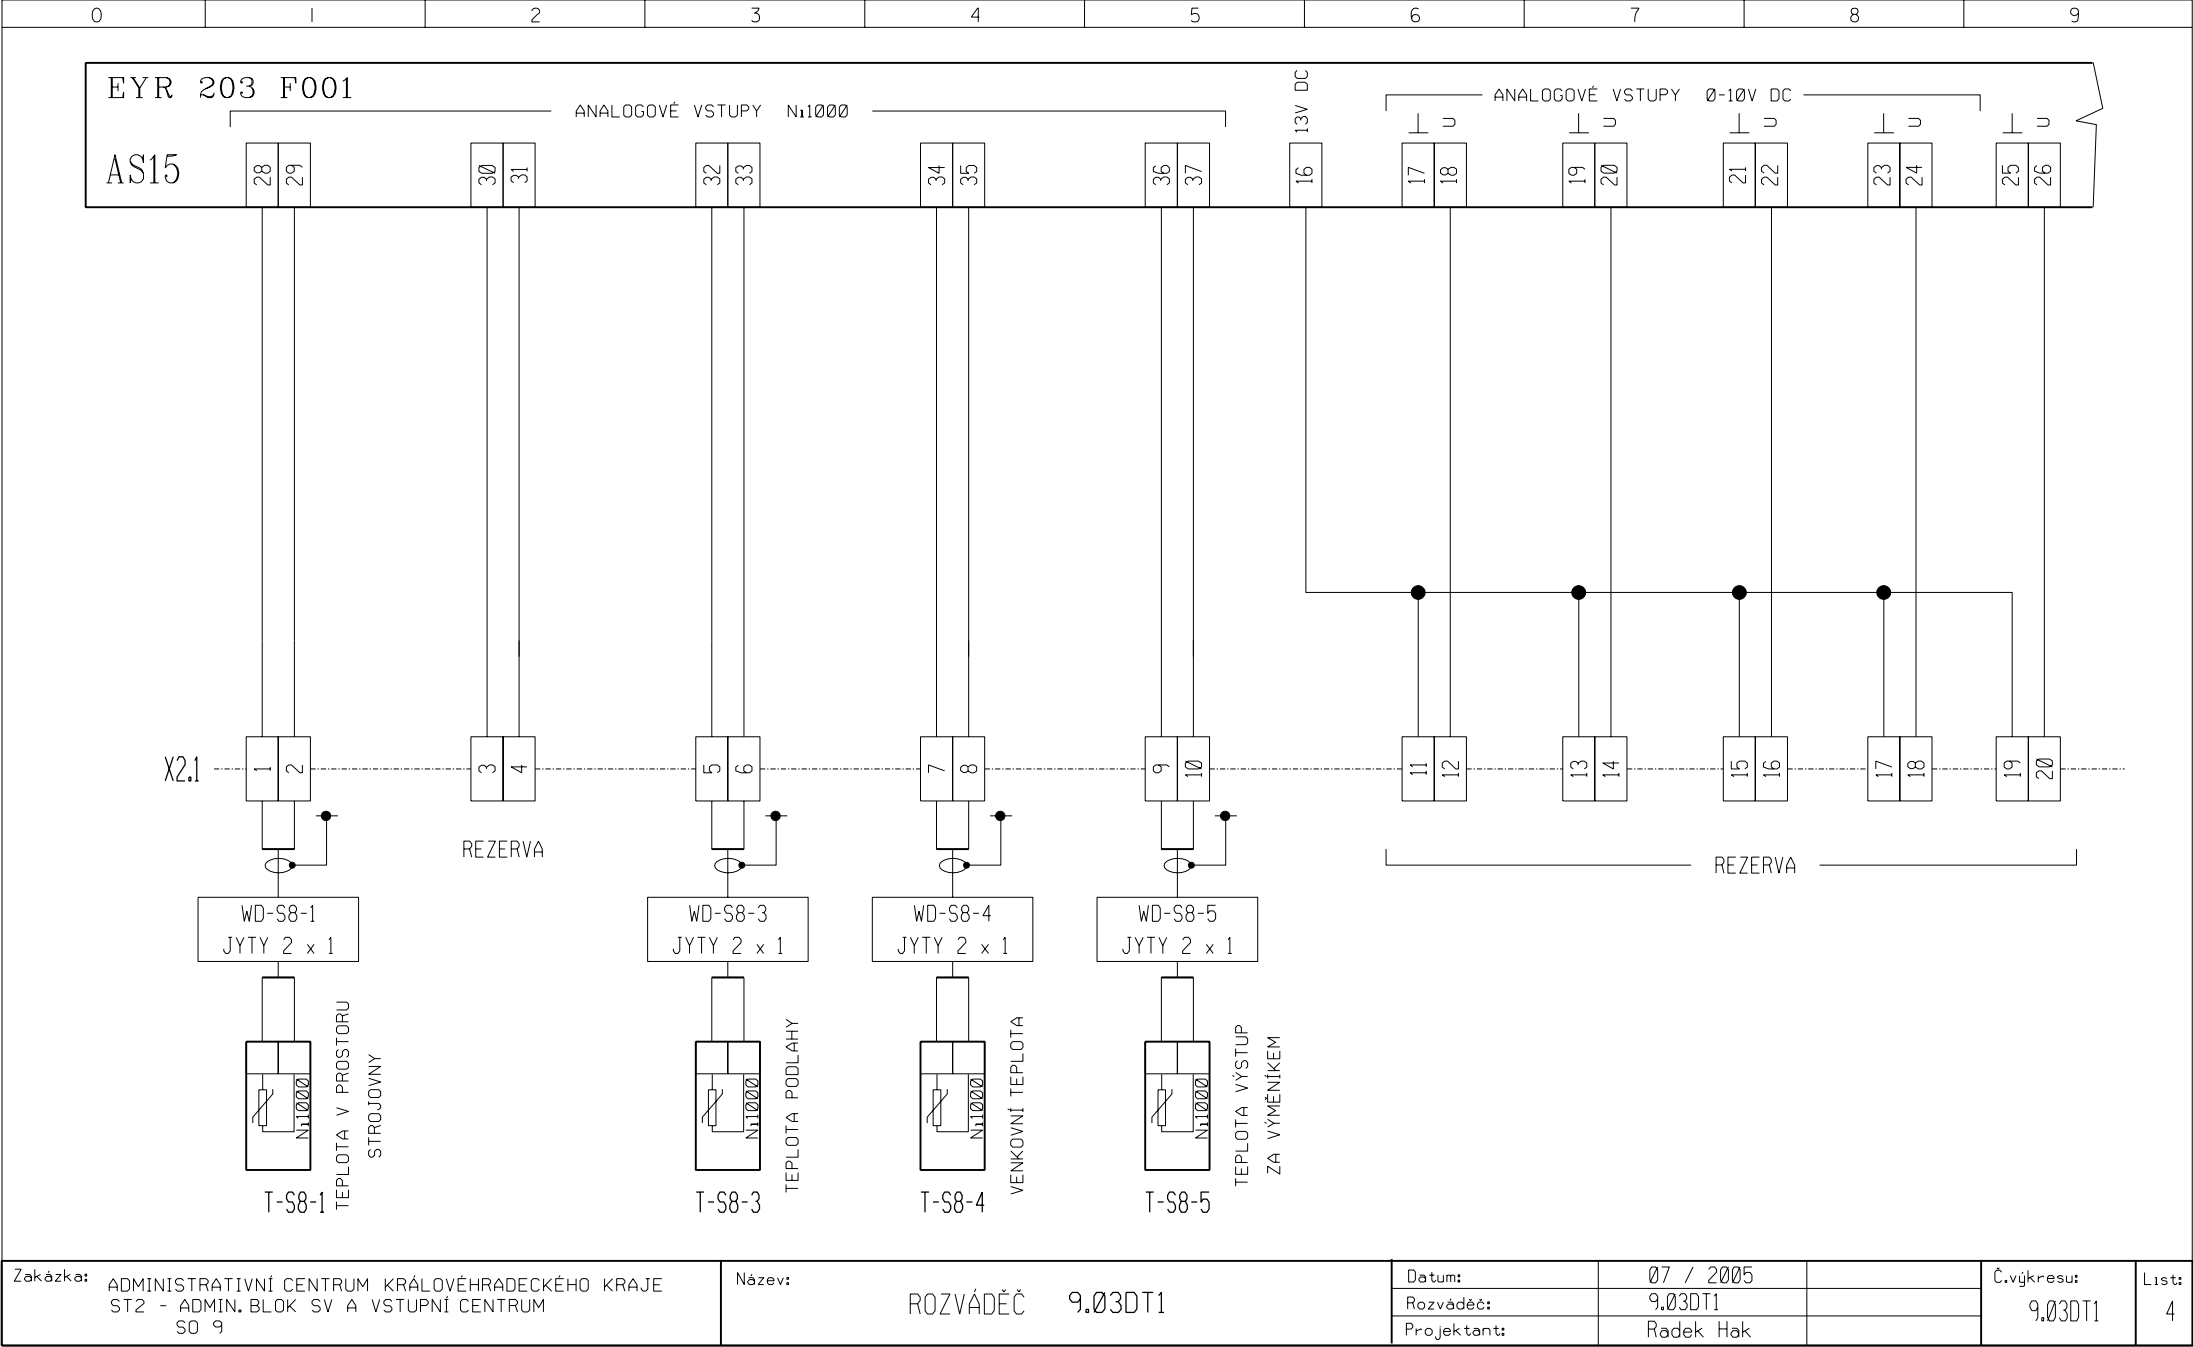 0 1 2 3 4 5 6 7 8 9
EYR 203 F001
AS15
ANALOGOVÉ VSTUPY Ni1000
13V DC
ANALOGOVÉ VSTUPY Ø-1ØV DC
⊥ U ⊥ U ⊥ U ⊥ U ⊥ U
28 29 30 31 32 33 34 35 36 37 16 17 18 19 20 21 22 23 24 25 26
X2.1 1 2 3 4 5 6 7 8 9 10 11 12 13 14 15 16 17 18 19 20
REZERVA
REZERVA
WD-S8-1
JYTY 2 x 1
WD-S8-3
JYTY 2 x 1
WD-S8-4
JYTY 2 x 1
WD-S8-5
JYTY 2 x 1
Ni1000
TEPLOTA V PROSTORU
STROJOVNY
T-S8-1
Ni1000
TEPLOTA PODLAHY
T-S8-3
Ni1000
VENKOVNÍ TEPLOTA
T-S8-4
Ni1000
TEPLOTA VÝSTUP
ZA VÝMĚNÍKEM
T-S8-5
Zakázka: ADMINISTRATIVNÍ CENTRUM KRÁLOVÉHRADECKÉHO KRAJE
ST2 - ADMIN. BLOK SV A VSTUPNÍ CENTRUM
SO 9
Název:
ROZVÁDĚČ 9.Ø3DT1
Datum: 07 / 2005
Rozváděč: 9.03DT1
Projektant: Radek Hak
Č.výkresu:
9.Ø3DT1
List:
4